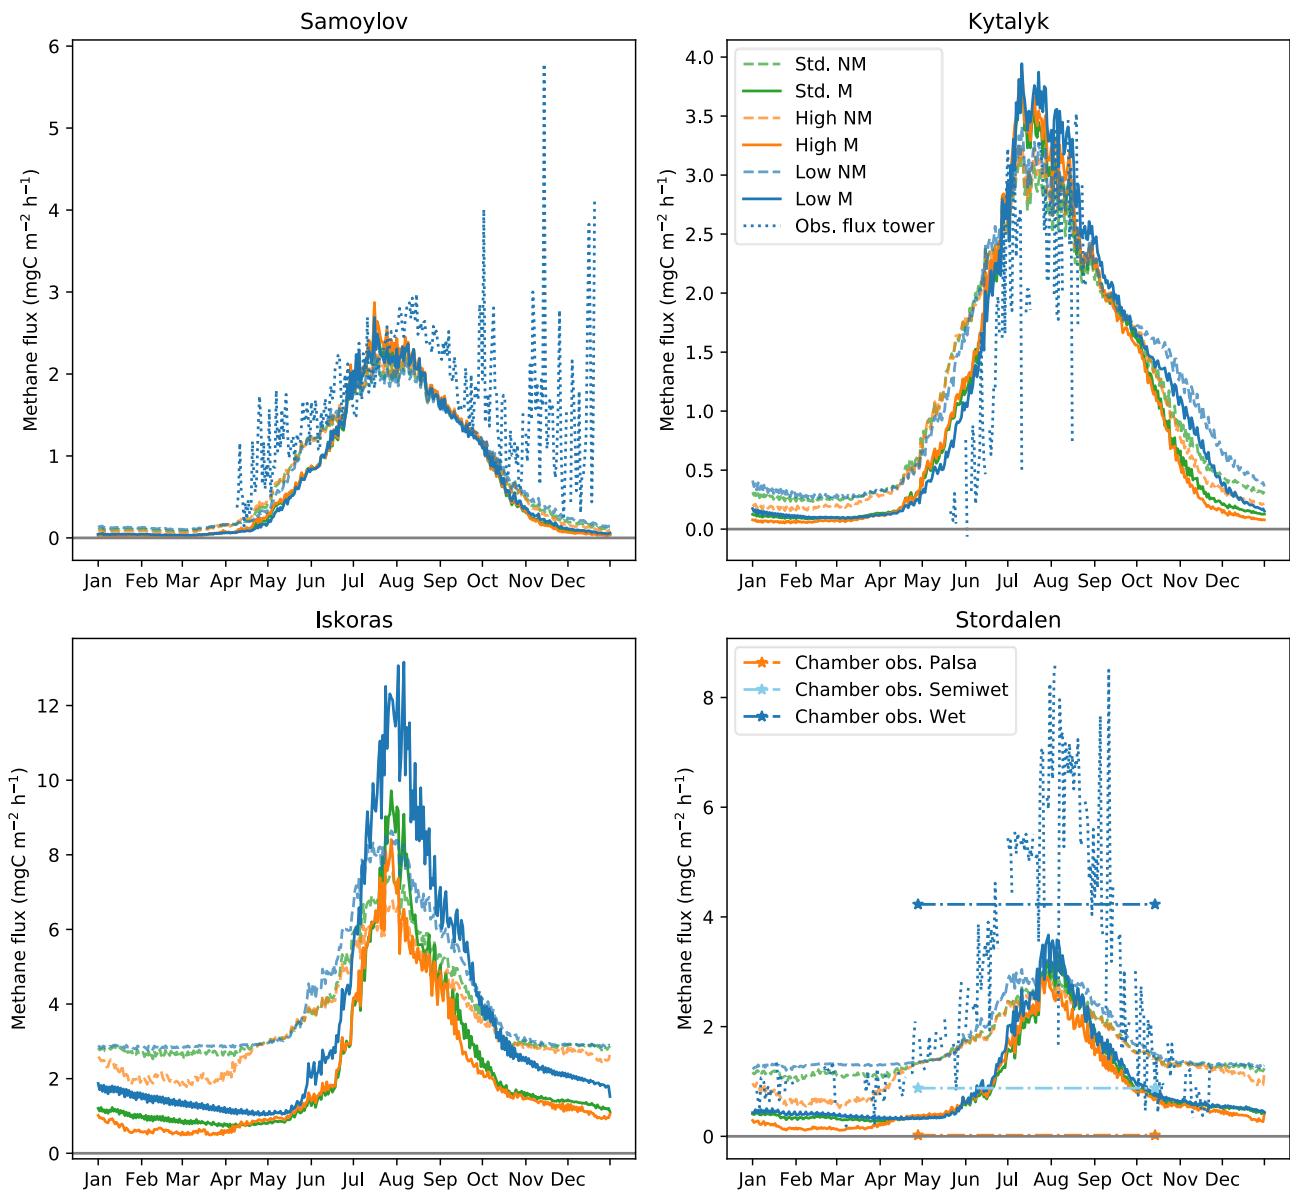 Samoylov
Methane flux (mgC m⁻² h⁻¹)
6
5
4
3
2
1
0
Jan Feb Mar Apr May Jun Jul Aug Sep Oct Nov Dec
Kytalyk
Methane flux (mgC m⁻² h⁻¹)
4.0
3.5
3.0
2.5
2.0
1.5
1.0
0.5
0.0
Std. NM
Std. M
High NM
High M
Low NM
Low M
Obs. flux tower
Jan Feb Mar Apr May Jun Jul Aug Sep Oct Nov Dec
Iskoras
Methane flux (mgC m⁻² h⁻¹)
12
10
8
6
4
2
0
Jan Feb Mar Apr May Jun Jul Aug Sep Oct Nov Dec
Stordalen
Methane flux (mgC m⁻² h⁻¹)
8
6
4
2
0
Chamber obs. Palsa
Chamber obs. Semiwet
Chamber obs. Wet
Jan Feb Mar Apr May Jun Jul Aug Sep Oct Nov Dec